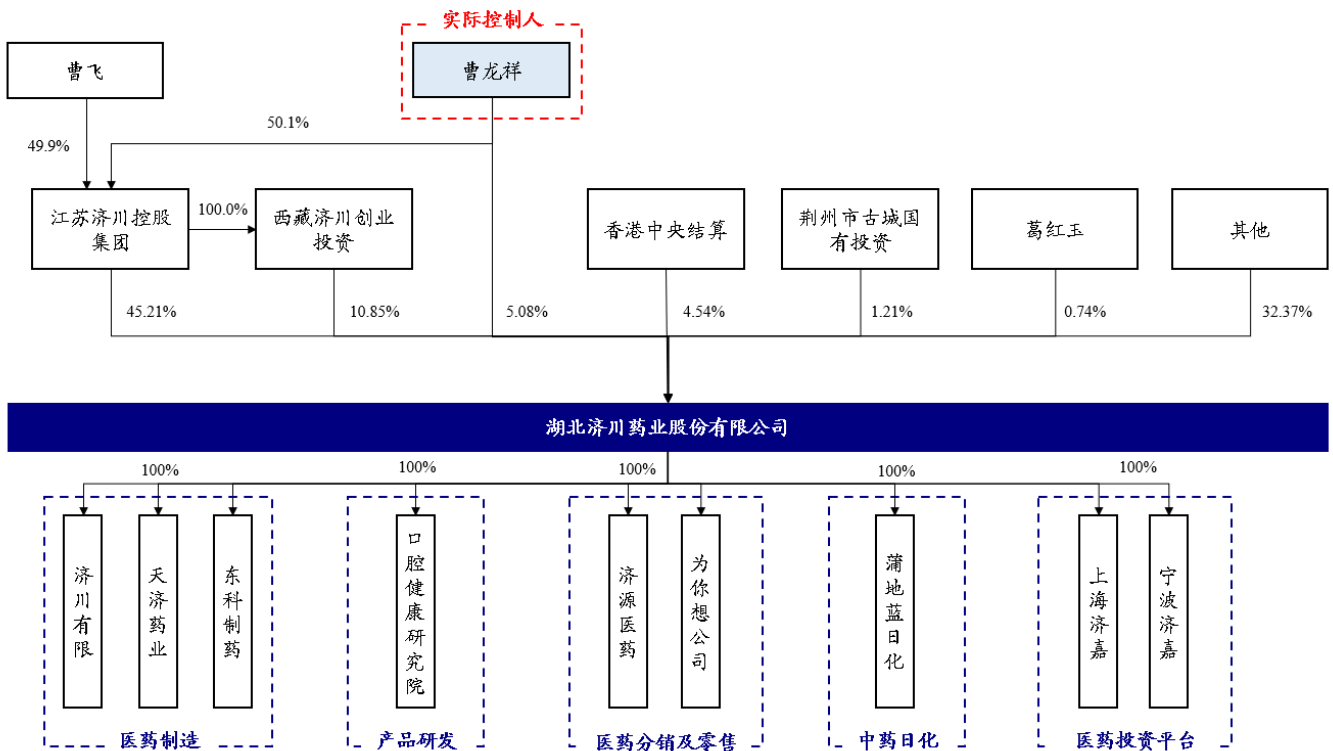 实际控制人
曹飞
曹龙祥
50.1%
49.9%
江苏济川控股
集团
100.0%
西藏济川创业
投资
香港中央结算
荆州市古城国
有投资
葛红玉
其他
45.21%
10.85%
5.08%
4.54%
1.21%
0.74%
32.37%
湖北济川药业股份有限公司
100%
100%
100%
100%
100%
济川有限
天济药业
东科制药
口腔健康研究院
济源医药
为你想公司
蒲地蓝日化
上海济嘉
宁波济嘉
医药制造
产品研发
医药分销及零售
中药日化
医药投资平台